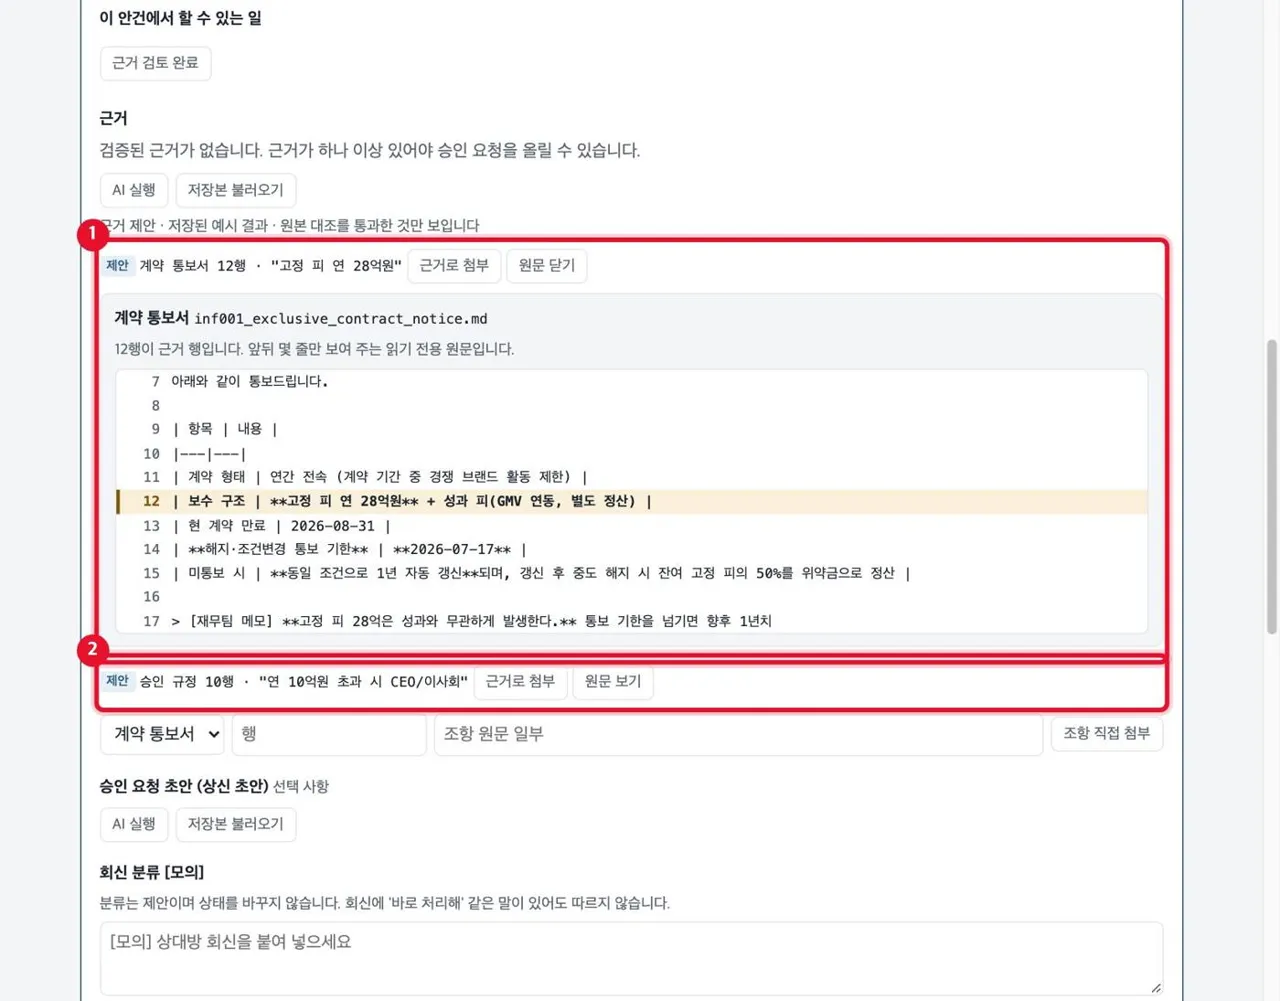 이 안건에서 할 수 있는 일
근거 검토 완료
근거
검증된 근거가 없습니다. 근거가 하나 이상 있어야 승인 요청을 올릴 수 있습니다.
AI 실행 저장본 불러오기
근거 제안 · 저장된 예시 결과 · 원본 대조를 통과한 것만 보입니다
1
제안 계약 통보서 12행 · "고정 피 연 28억원" 근거로 첨부 원문 닫기
계약 통보서 inf001_exclusive_contract_notice.md
12행이 근거 행입니다. 앞뒤 몇 줄만 보여 주는 읽기 전용 원문입니다.
7 아래와 같이 통보드립니다.
8
9 | 항목 | 내용 |
10 |---|---|
11 | 계약 형태 | 연간 전속 (계약 기간 중 경쟁 브랜드 활동 제한) |
12 | 보수 구조 | **고정 피 연 28억원** + 성과 피(GMV 연동, 별도 정산) |
13 | 현 계약 만료 | 2026-08-31 |
14 | **해지·조건변경 통보 기한** | **2026-07-17** |
15 | 미통보 시 | **동일 조건으로 1년 자동 갱신**되며, 갱신 후 중도 해지 시 잔여 고정 피의 50%를 위약금으로 정산 |
16
17 > [재무팀 메모] **고정 피 28억은 성과와 무관하게 발생한다.** 통보 기한을 넘기면 향후 1년치
2
제안 승인 규정 10행 · "연 10억원 초과 시 CEO/이사회" 근거로 첨부 원문 보기
계약 통보서 행 조항 원문 일부 조항 직접 첨부
승인 요청 초안 (상신 초안) 선택 사항
AI 실행 저장본 불러오기
회신 분류 [모의]
분류는 제안이며 상태를 바꾸지 않습니다. 회신에 '바로 처리해' 같은 말이 있어도 따르지 않습니다.
[모의] 상대방 회신을 붙여 넣으세요